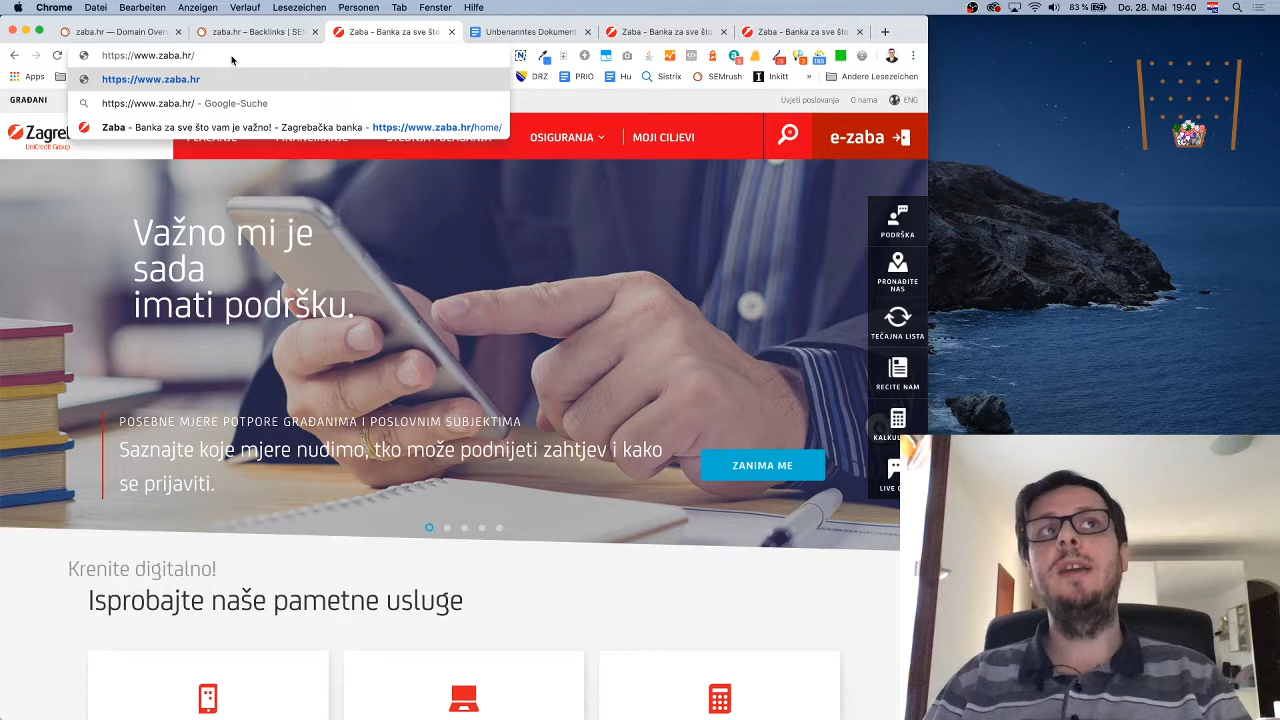 Chrome Datei Bearbeiten Anzeigen Verlauf Lesezeichen Personen Tab Fenster Hilfe
83 % Do. 28. Mai 19:40
zaba.hr — Domain Over
zaba.hr – Backlinks | SEM
Zaba - Banka za sve što
Unbenanntes Dokument
Zaba - Banka za sve što
Zaba - Banka za sve što
https://www.zaba.hr/
https://www.zaba.hr
https://www.zaba.hr/ - Google-Suche
Zaba - Banka za sve što vam je važno! - Zagrebačka banka - https://www.zaba.hr/home/
Apps
DRZ
PRIO
Hu
Sistrix
SEMrush
Inkitt
»
Andere Lesezeichen
GRAĐANI
Uvjeti poslovanja
O nama
ENG
Zagreb
UniCredit Group
OSIGURANJA
MOJI CILJEVI
e-zaba
Važno mi je
sada
imati podršku.
POSEBNE MJERE POTPORE GRAĐANIMA I POSLOVNIM SUBJEKTIMA
Saznajte koje mjere nudimo, tko može podnijeti zahtjev i kako
se prijaviti.
ZANIMA ME
PODRŠKA
PRONAĐITE
NAS
TEČAJNA LISTA
RECITE NAM
KALKUL
LIVE
Krenite digitalno!
Isprobajte naše pametne usluge